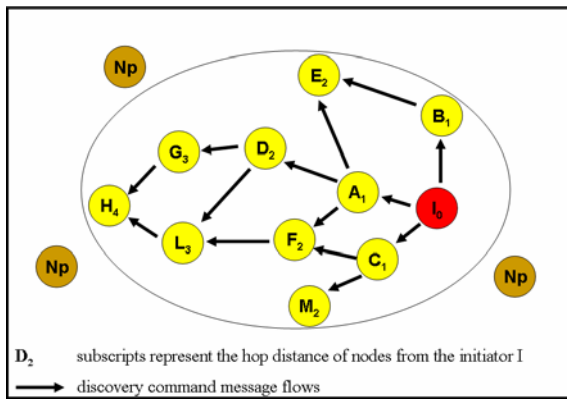 Np
E₂
B₁
G₃
D₂
A₁
I₀
H₄
L₃
F₂
C₁
Np
Np
M₂
D₂ subscripts represent the hop distance of nodes from the initiator I
discovery command message flows